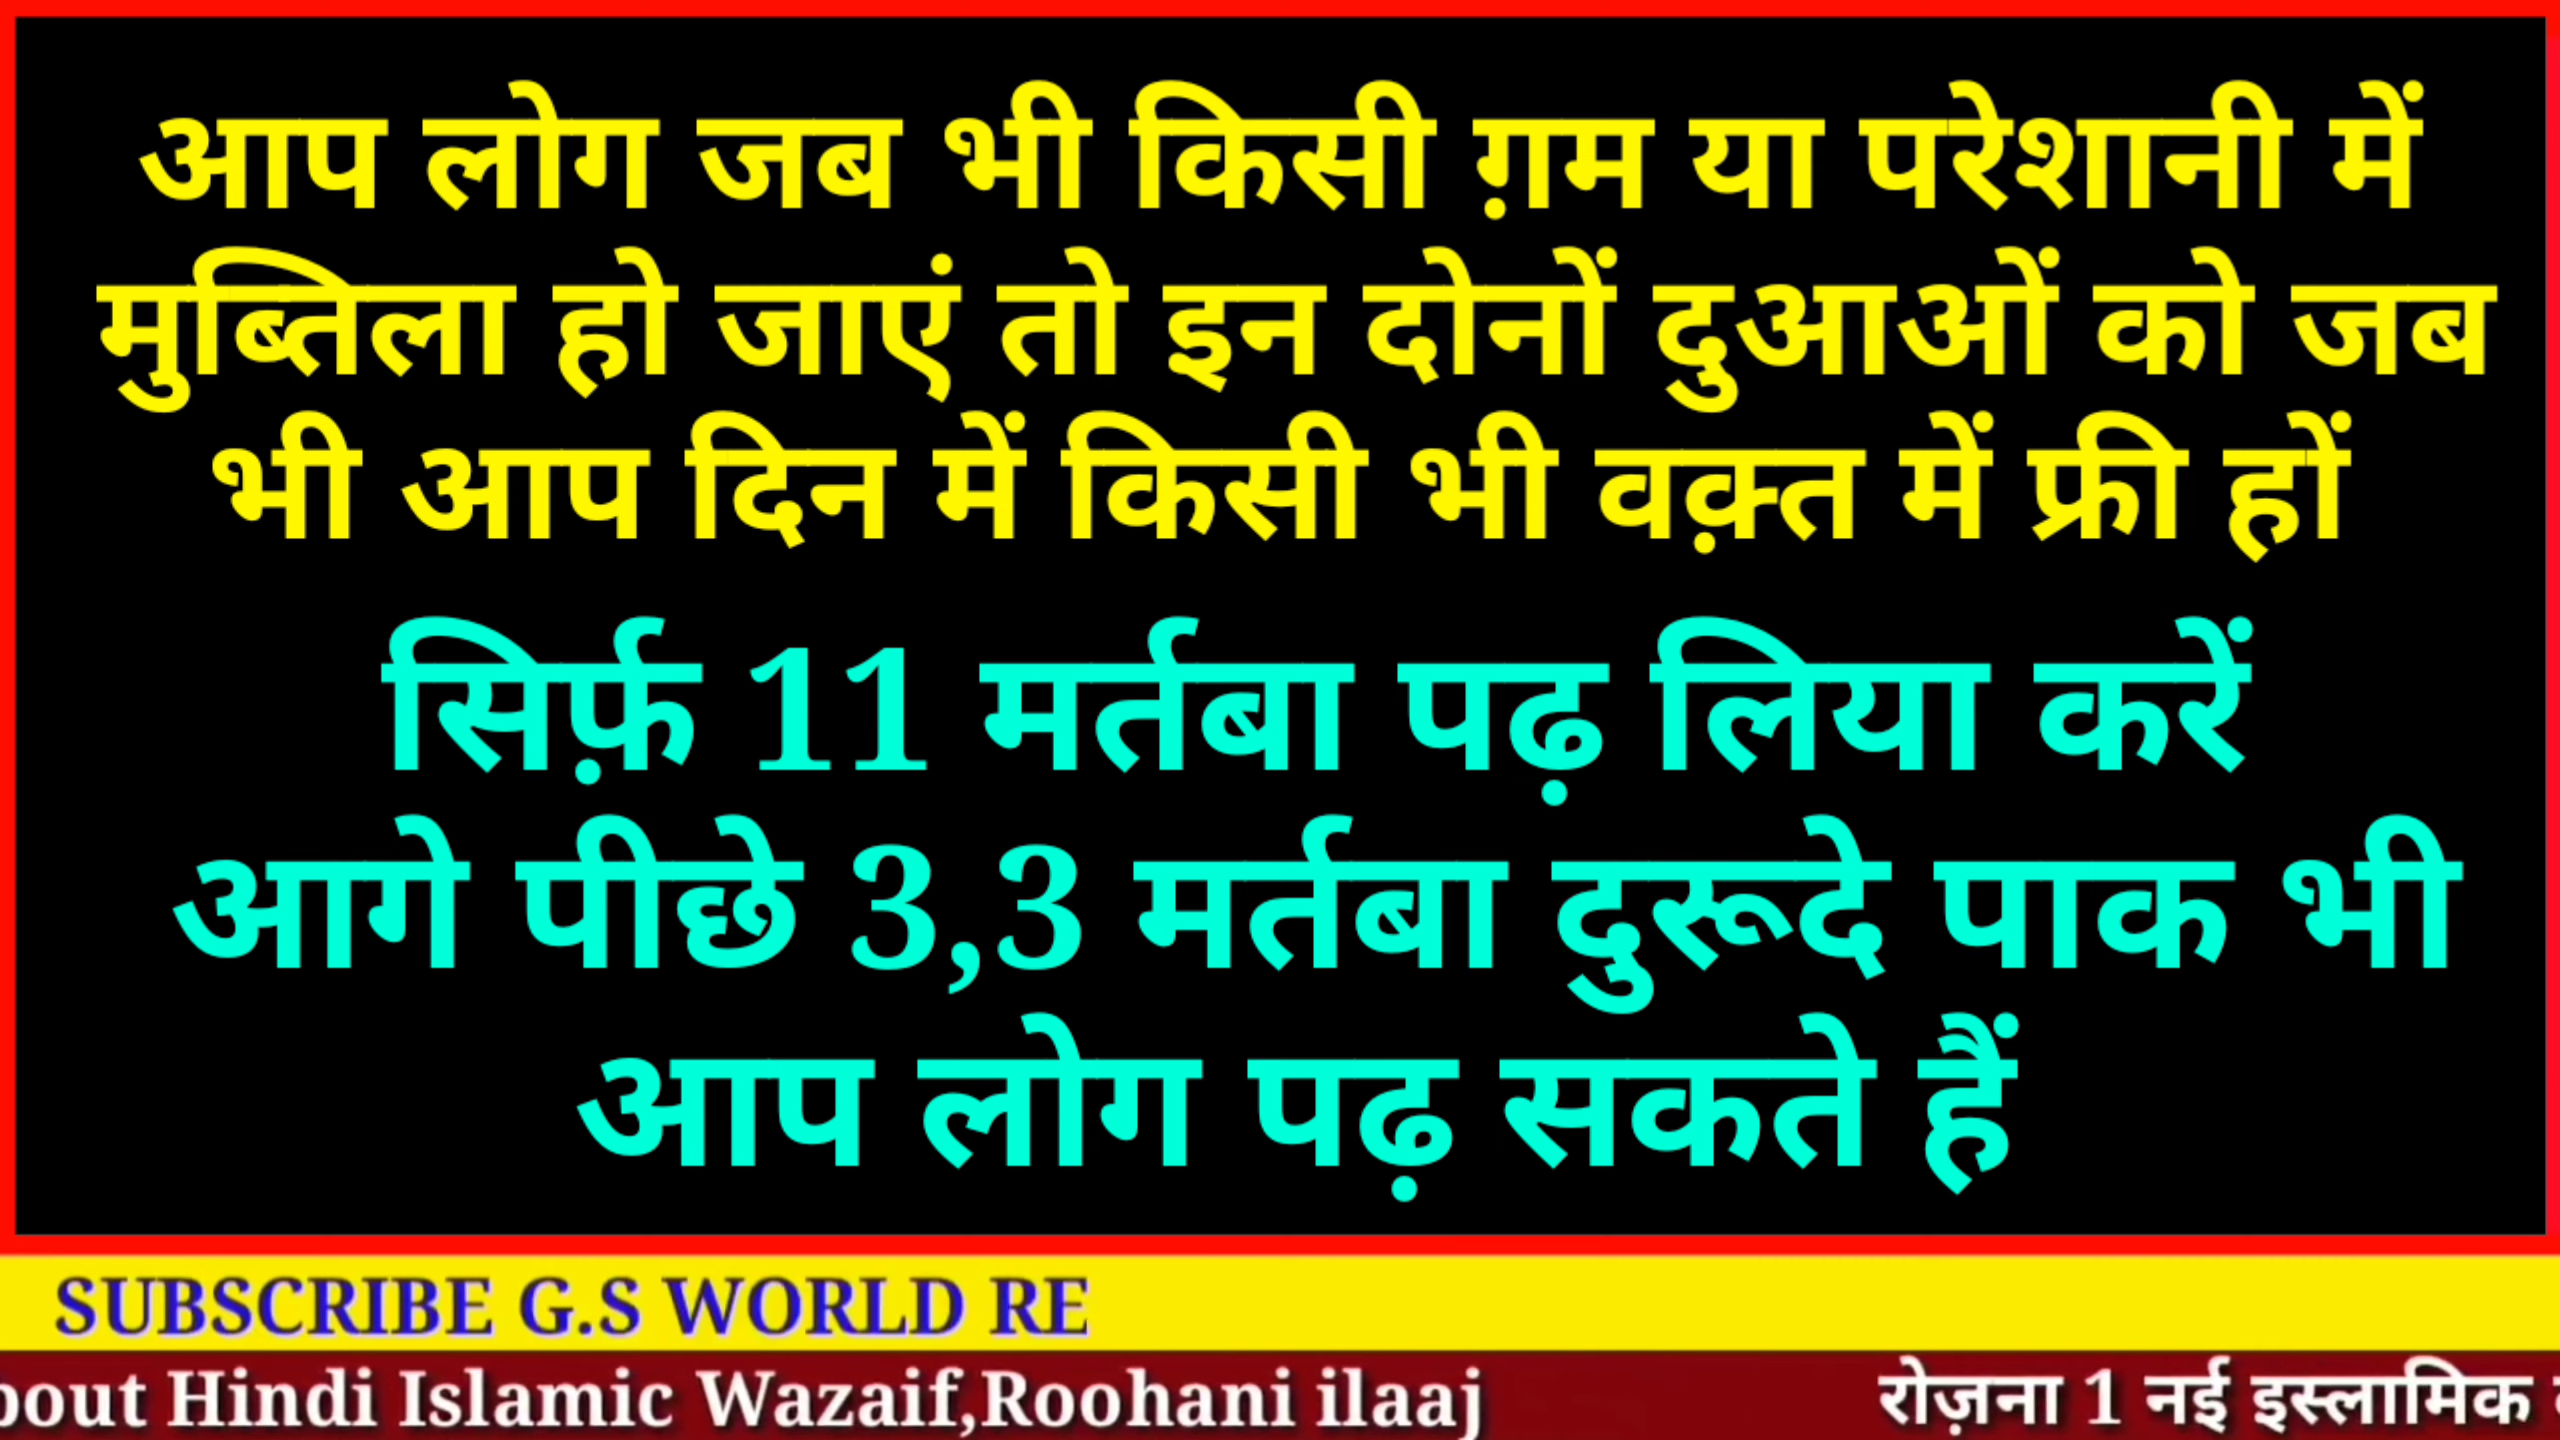 आप लोग जब भी किसी ग़म या परेशानी में
मुब्तिला हो जाएं तो इन दोनों दुआओं को जब
भी आप दिन में किसी भी वक़्त में फ्री हों
सिर्फ़ 11 मर्तबा पढ़ लिया करें
आगे पीछे 3,3 मर्तबा दुरूदे पाक भी
आप लोग पढ़ सकते हैं
SUBSCRIBE G.S WORLD RE
bout Hindi Islamic Wazaif,Roohani ilaaj रोज़ना 1 नई इस्लामिक